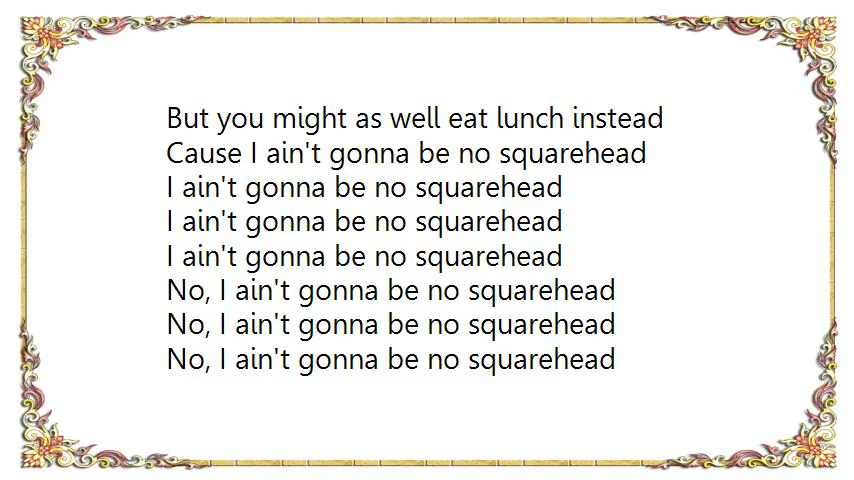 But you might as well eat lunch instead
Cause I ain't gonna be no squarehead
I ain't gonna be no squarehead
I ain't gonna be no squarehead
I ain't gonna be no squarehead
No, I ain't gonna be no squarehead
No, I ain't gonna be no squarehead
No, I ain't gonna be no squarehead